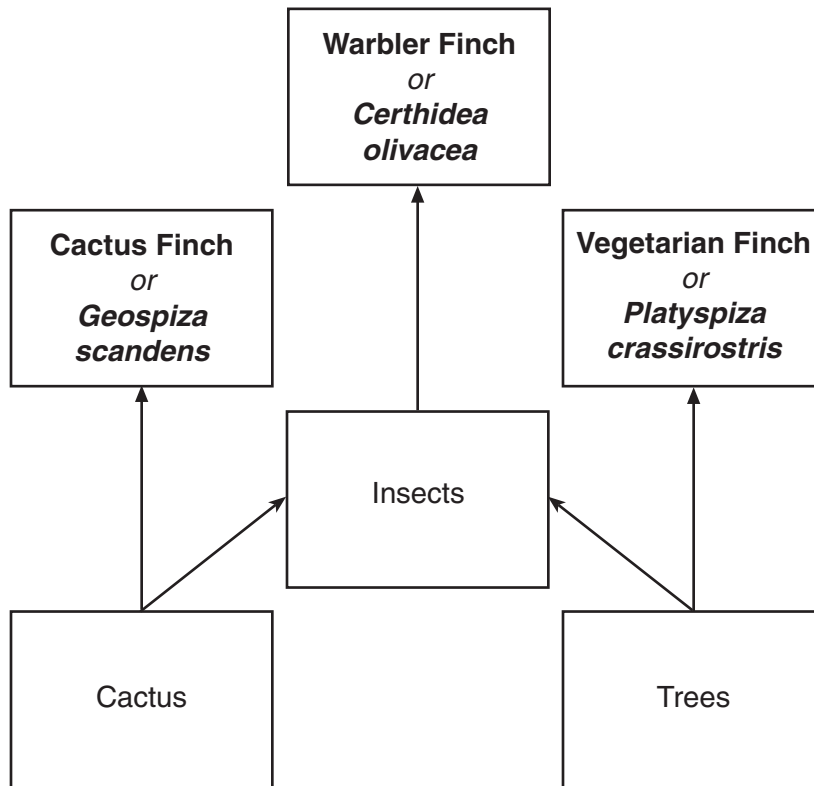 Warbler Finch
or
Certhidea
olivacea
Cactus Finch
or
Geospiza
scandens
Vegetarian Finch
or
Platyspiza
crassirostris
Insects
Cactus
Trees